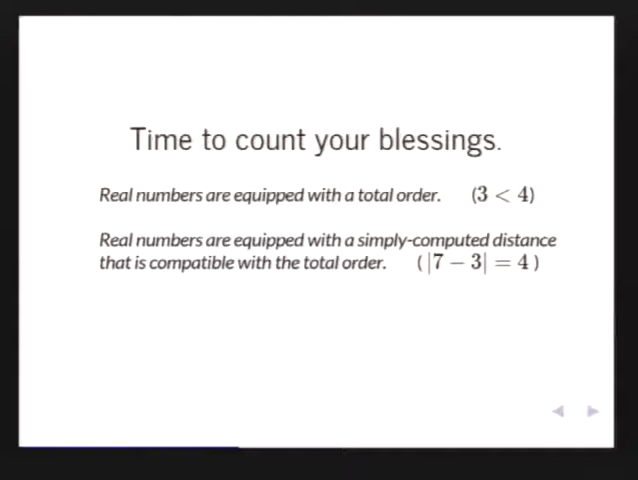 Time to count your blessings.
Real numbers are equipped with a total order. (3 < 4)
Real numbers are equipped with a simply-computed distance
that is compatible with the total order. ( |7 − 3| = 4 )